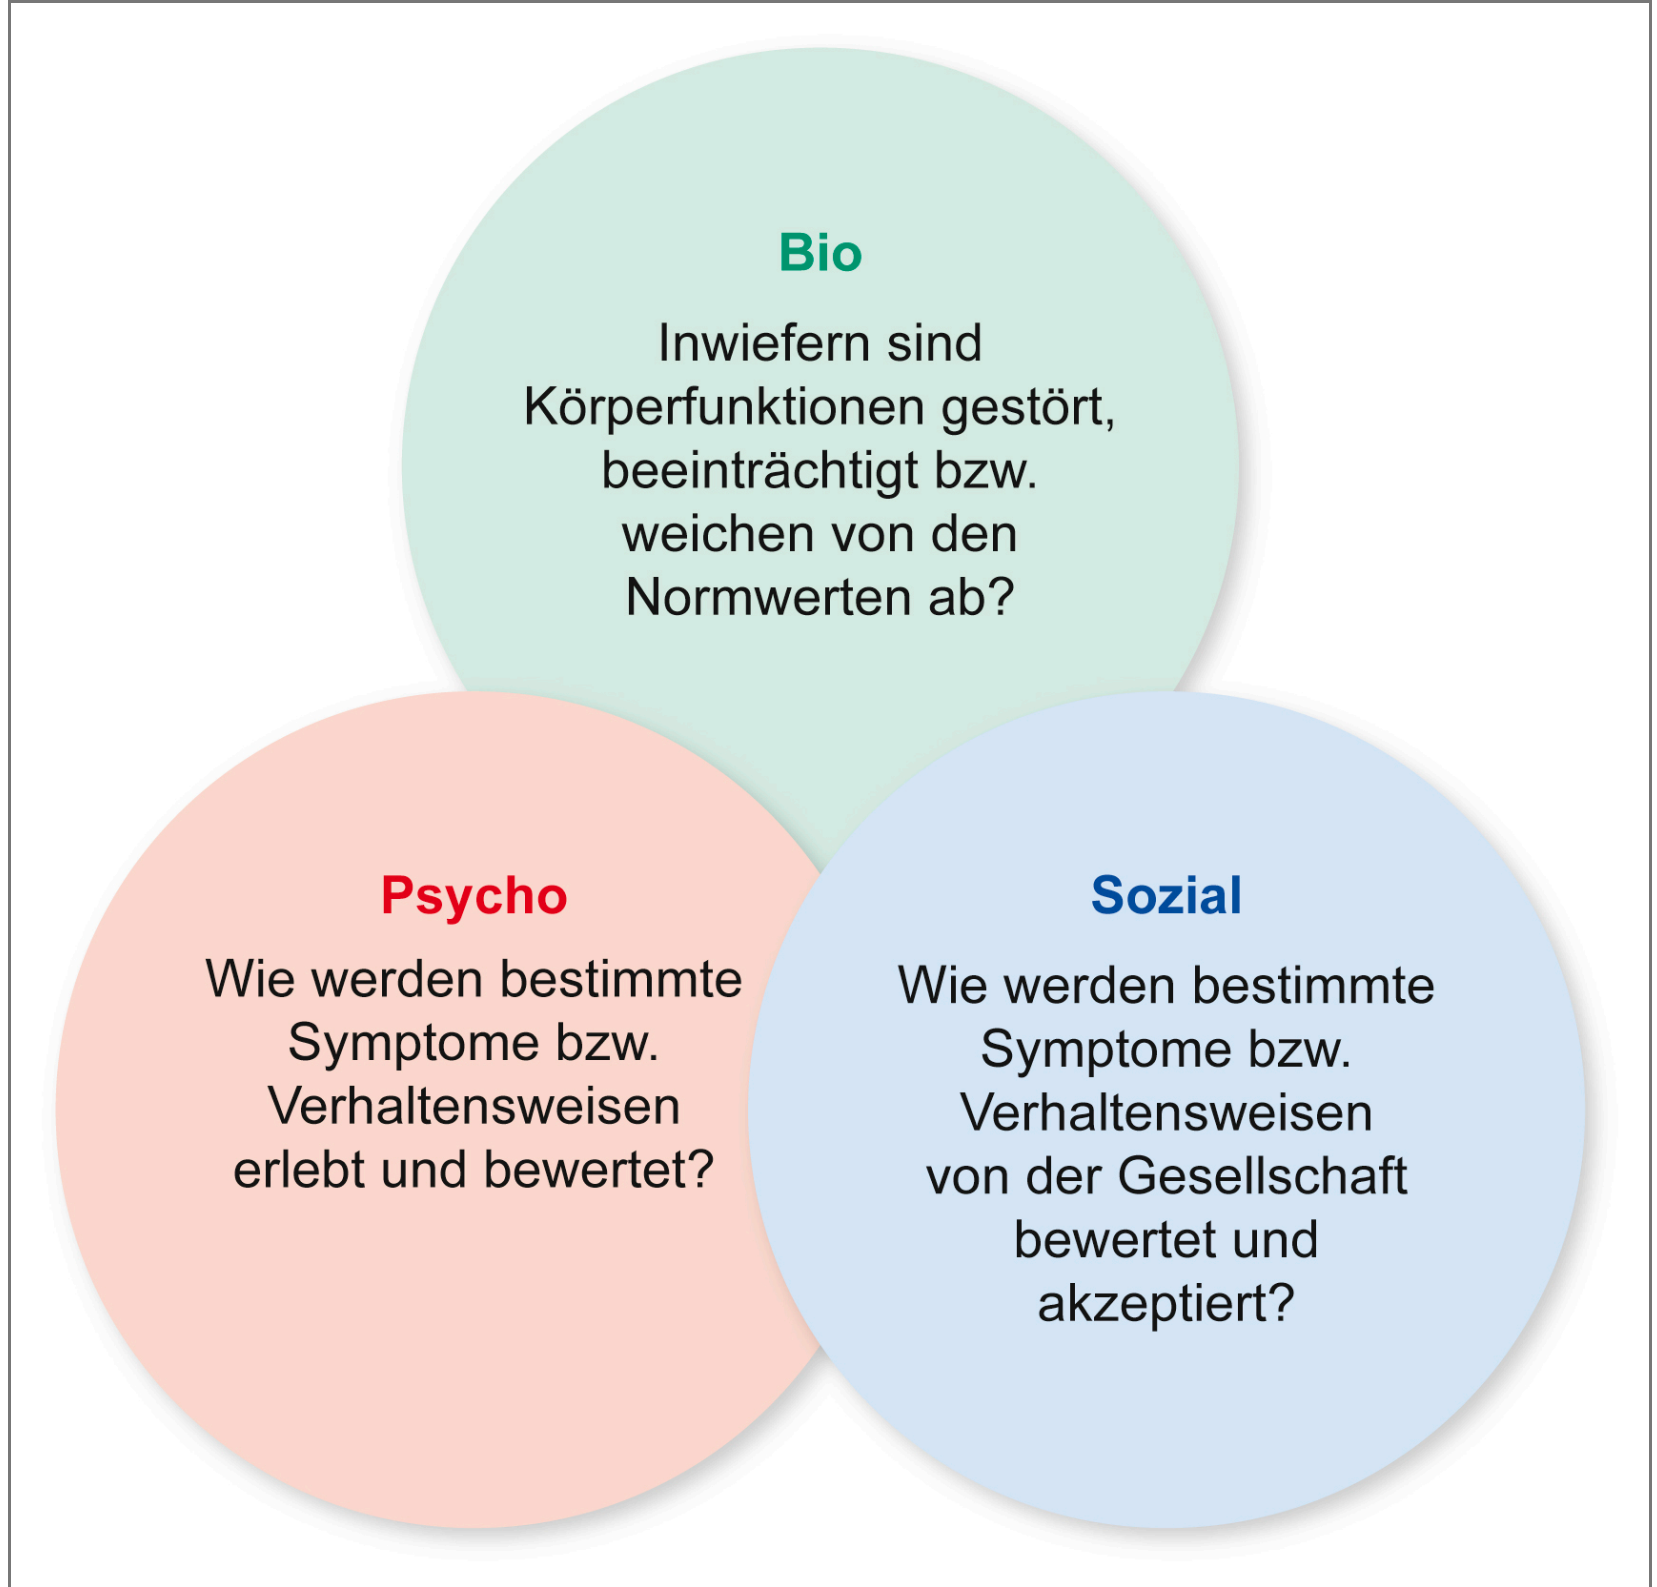 Bio
Inwiefern sind
Körperfunktionen gestört,
beeinträchtigt bzw.
weichen von den
Normwerten ab?
Psycho
Wie werden bestimmte
Symptome bzw.
Verhaltensweisen
erlebt und bewertet?
Sozial
Wie werden bestimmte
Symptome bzw.
Verhaltensweisen
von der Gesellschaft
bewertet und
akzeptiert?